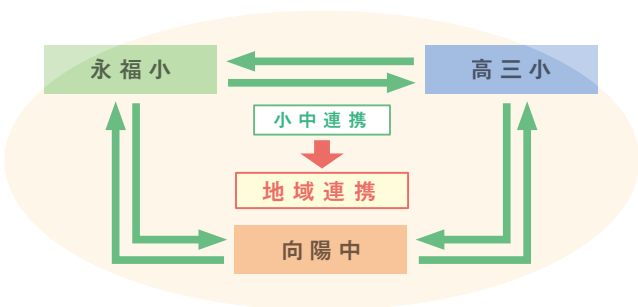 永福小
高三小
小中連携
地域連携
向陽中